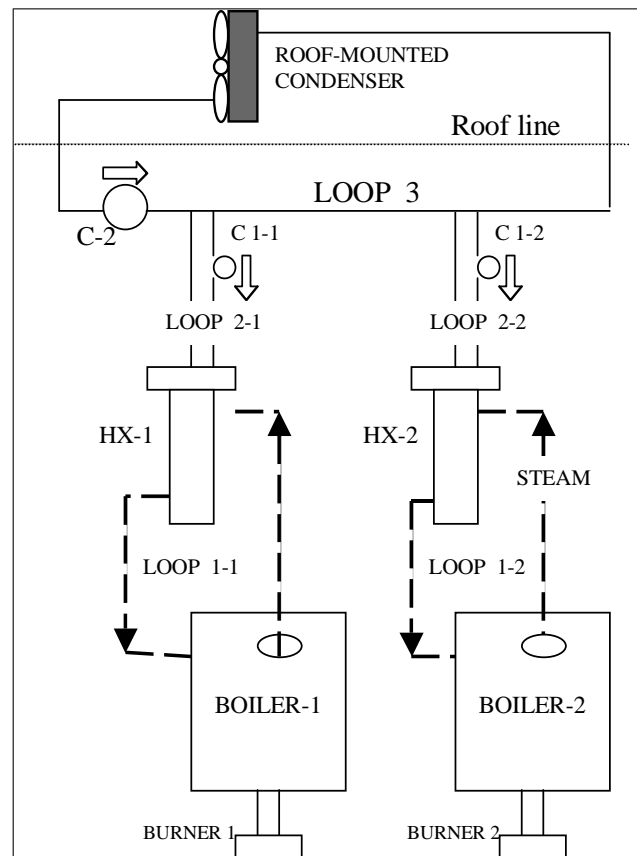 ROOF-MOUNTED
CONDENSER
Roof line
LOOP 3
C-2
C 1-1
C 1-2
LOOP 2-1
LOOP 2-2
HX-1
HX-2
STEAM
LOOP 1-1
LOOP 1-2
BOILER-1
BOILER-2
BURNER 1
BURNER 2